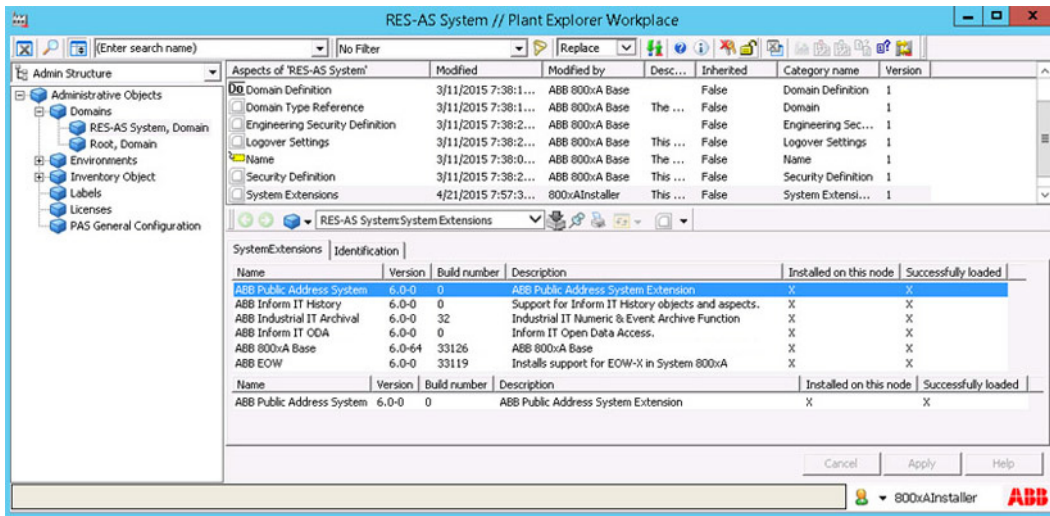 RES-AS System // Plant Explorer Workplace
(Enter search name) No Filter Replace
Admin Structure
Administrative Objects
Domains
RES-AS System, Domain
Root, Domain
Environments
Inventory Object
Labels
Licenses
PAS General Configuration
Aspects of 'RES-AS System' Modified Modified by Desc... Inherited Category name Version
Domain Definition 3/11/2015 7:38:1... ABB 800xA Base False Domain Definition 1
Domain Type Reference 3/11/2015 7:38:1... ABB 800xA Base The ... False Domain 1
Engineering Security Definition 3/11/2015 7:38:2... ABB 800xA Base False Engineering Sec... 1
Logover Settings 3/11/2015 7:38:2... ABB 800xA Base This ... False Logover Settings 1
Name 3/11/2015 7:38:0... ABB 800xA Base The ... False Name 1
Security Definition 3/11/2015 7:38:2... ABB 800xA Base This ... False Security Definition 1
System Extensions 4/21/2015 7:57:3... 800xAInstaller This ... False System Extensi... 1
RES-AS System:System Extensions
SystemExtensions Identification
Name Version Build number Description Installed on this node Successfully loaded
ABB Public Address System 6.0-0 0 ABB Public Address System Extension X X
ABB Inform IT History 6.0-0 0 Support for Inform IT History objects and aspects. X X
ABB Industrial IT Archival 6.0-0 32 Industrial IT Numeric & Event Archive Function X X
ABB Inform IT ODA 6.0-0 0 Inform IT Open Data Access. X X
ABB 800xA Base 6.0-64 33126 ABB 800xA Base X X
ABB EOW 6.0-0 33119 Installs support for EOW-X in System 800xA X X
Name Version Build number Description Installed on this node Successfully loaded
ABB Public Address System 6.0-0 0 ABB Public Address System Extension X X
Cancel Apply Help
800xAInstaller ABB